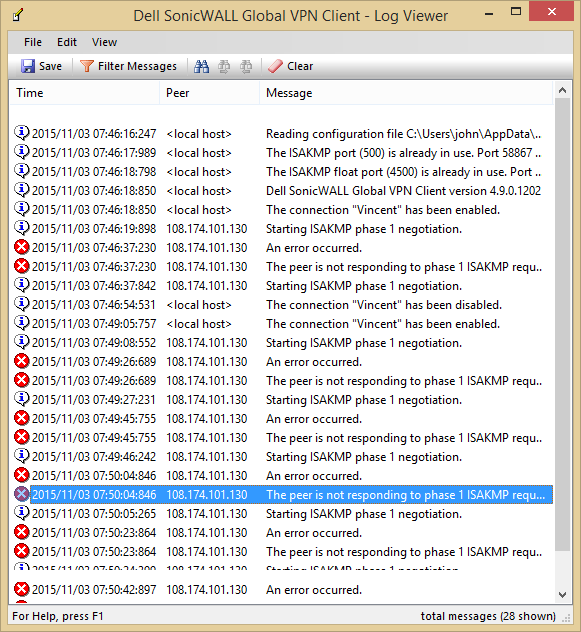 Dell SonicWALL Global VPN Client - Log Viewer
File Edit View
Save Filter Messages Clear
Time Peer Message
2015/11/03 07:46:16:247 <local host> Reading configuration file C:\Users\john\AppData\..
2015/11/03 07:46:17:989 <local host> The ISAKMP port (500) is already in use. Port 58867 ..
2015/11/03 07:46:18:798 <local host> The ISAKMP float port (4500) is already in use. Port ..
2015/11/03 07:46:18:850 <local host> Dell SonicWALL Global VPN Client version 4.9.0.1202
2015/11/03 07:46:18:850 <local host> The connection "Vincent" has been enabled.
2015/11/03 07:46:19:898 108.174.101.130 Starting ISAKMP phase 1 negotiation.
2015/11/03 07:46:37:230 108.174.101.130 An error occurred.
2015/11/03 07:46:37:230 108.174.101.130 The peer is not responding to phase 1 ISAKMP requ..
2015/11/03 07:46:37:842 108.174.101.130 Starting ISAKMP phase 1 negotiation.
2015/11/03 07:46:54:531 <local host> The connection "Vincent" has been disabled.
2015/11/03 07:49:05:757 <local host> The connection "Vincent" has been enabled.
2015/11/03 07:49:08:552 108.174.101.130 Starting ISAKMP phase 1 negotiation.
2015/11/03 07:49:26:689 108.174.101.130 An error occurred.
2015/11/03 07:49:26:689 108.174.101.130 The peer is not responding to phase 1 ISAKMP requ..
2015/11/03 07:49:27:231 108.174.101.130 Starting ISAKMP phase 1 negotiation.
2015/11/03 07:49:45:755 108.174.101.130 An error occurred.
2015/11/03 07:49:45:755 108.174.101.130 The peer is not responding to phase 1 ISAKMP requ..
2015/11/03 07:49:46:242 108.174.101.130 Starting ISAKMP phase 1 negotiation.
2015/11/03 07:50:04:846 108.174.101.130 An error occurred.
2015/11/03 07:50:04:846 108.174.101.130 The peer is not responding to phase 1 ISAKMP requ...
2015/11/03 07:50:05:265 108.174.101.130 Starting ISAKMP phase 1 negotiation.
2015/11/03 07:50:23:864 108.174.101.130 An error occurred.
2015/11/03 07:50:23:864 108.174.101.130 The peer is not responding to phase 1 ISAKMP requ..
2015/11/03 07:50:42:897 108.174.101.130 An error occurred.
For Help, press F1 total messages (28 shown)